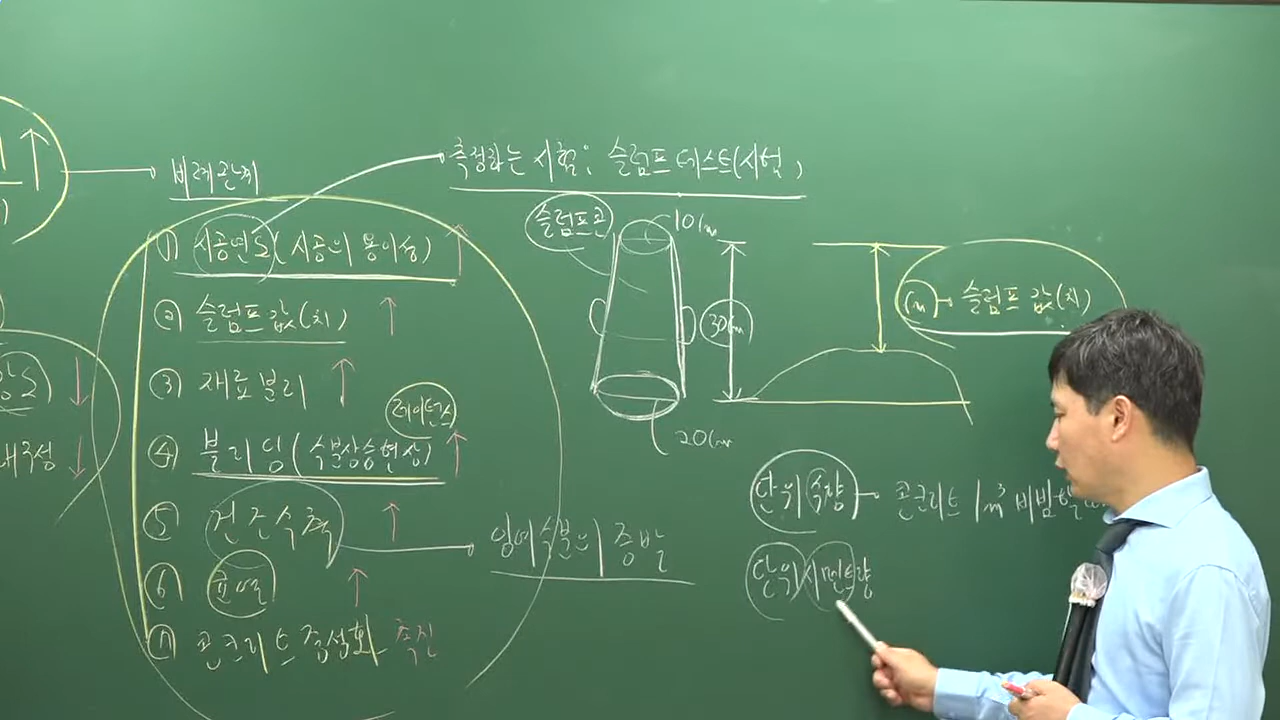 비례관계
① 시공연도(시공의 용이성) ↑
② 슬럼프 값(치) ↑
③ 재료 분리 ↑
레이턴스
④ 블리딩(수분상승현상) ↑
⑤ 건조수축 ↑
⑥ 균열 ↑
⑦ 콘크리트 중성화 촉진
↑
)
↓
내구성 ↓
측정하는 시험: 슬럼프 테스트(시험)
슬럼프콘
10cm
30cm
20cm
cm → 슬럼프 값(치)
잉여수분의 증발
단위수량 → 콘크리트 1m³ 비빔할
단위시멘트량